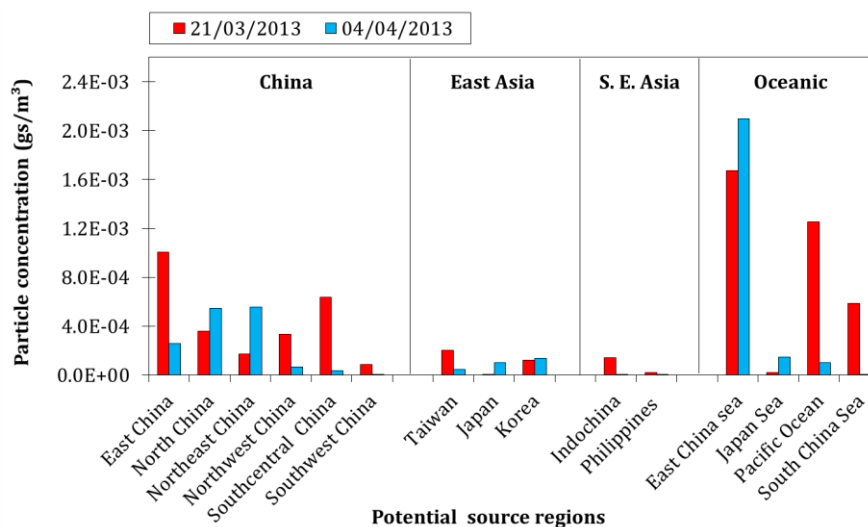 21/03/2013 04/04/2013
China East Asia S. E. Asia Oceanic
Particle concentration (gs/m³)
2.4E-03
2.0E-03
1.6E-03
1.2E-03
8.0E-04
4.0E-04
0.0E+00
East China
North China
Northeast China
Northwest China
Southcentral China
Southwest China
Taiwan
Japan
Korea
Indochina
Philippines
East China sea
Japan Sea
Pacific Ocean
South China Sea
Potential source regions